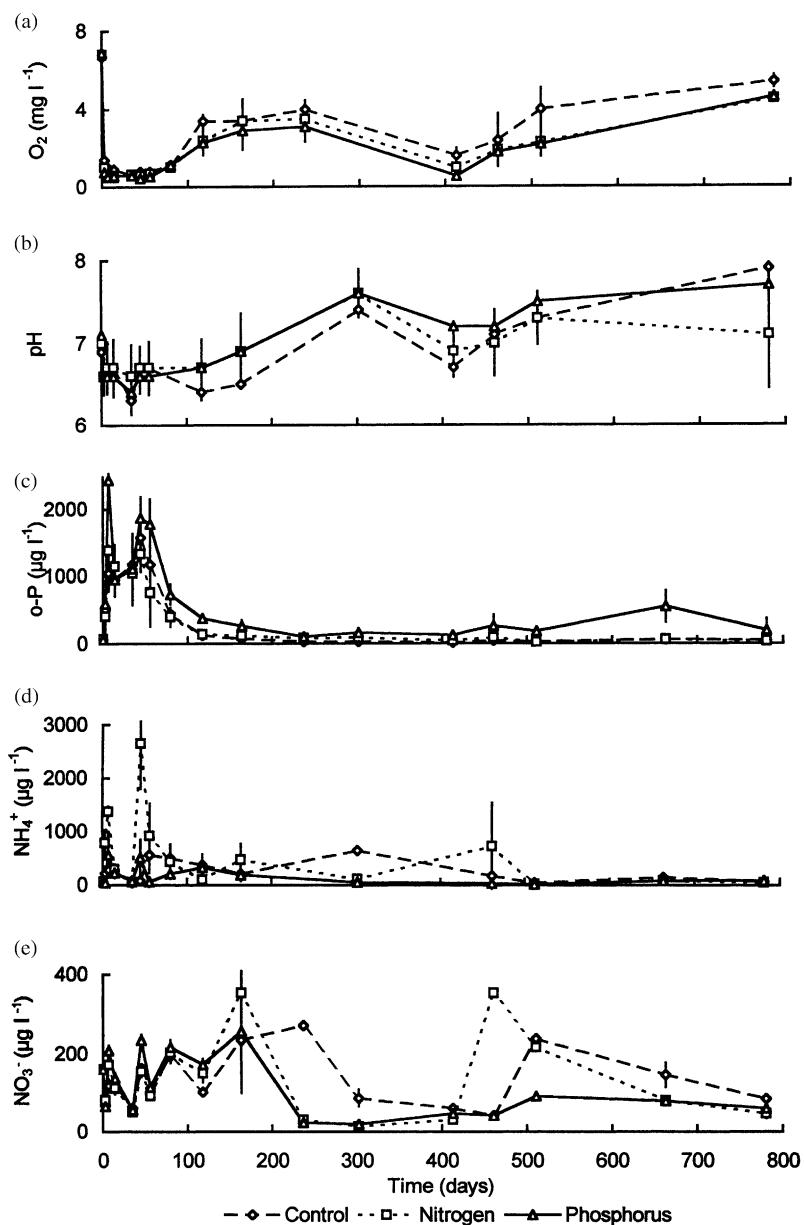 (a)
8
4
0
O₂ (mg l⁻¹)
(b)
8
7
6
pH
(c)
2000
1000
0
o-P (µg l⁻¹)
(d)
3000
2000
1000
0
NH₄⁺ (µg l⁻¹)
(e)
400
200
0
NO₃⁻ (µg l⁻¹)
0 100 200 300 400 500 600 700 800
Time (days)
Control Nitrogen Phosphorus